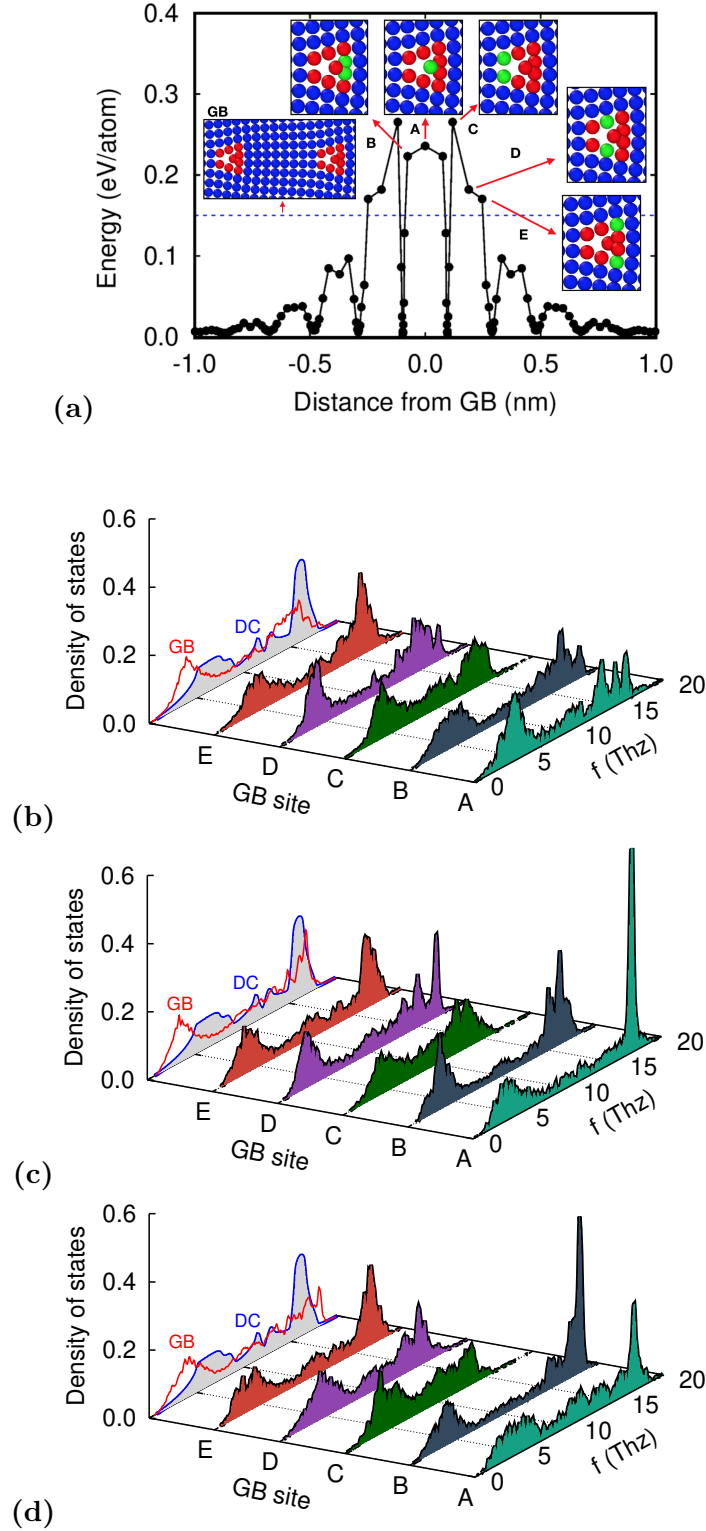 0.4
0.3
0.2
0.1
0.0
Energy (eV/atom)
GB
B
A
C
D
E
-1.0 -0.5 0.0 0.5 1.0
Distance from GB (nm)
(a)
0.6
0.4
0.2
0.0
Density of states
GB
DC
E D C B A
GB site
0 5 10 15 20
f (Thz)
(b)
0.6
0.4
0.2
0.0
Density of states
GB
DC
E D C B A
GB site
0 5 10 15 20
f (Thz)
(c)
0.6
0.4
0.2
0.0
Density of states
GB
DC
E D C B A
GB site
0 5 10 15 20
f (Thz)
(d)